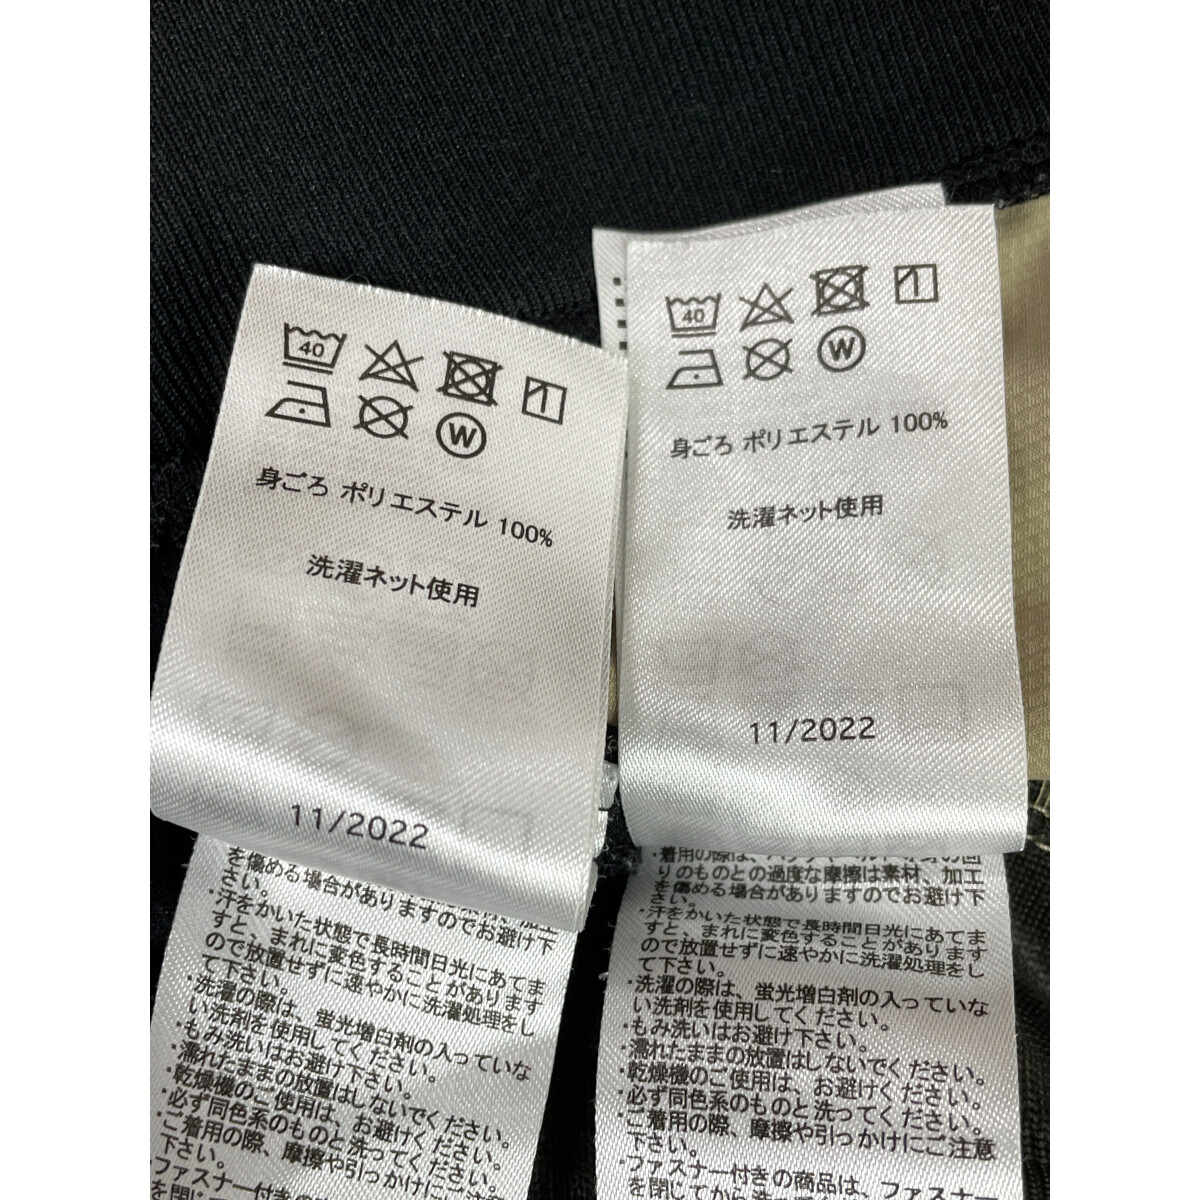 40
W
身ごろ ポリエステル 100%
洗濯ネット使用
11/2022
を傷める場合がありますのでお避け下
さい。
・汗をかいた状態で長時間日光にあてま
すと、まれに変色することがあります
ので放置せずに速やかに洗濯処理をし
て下さい。
・洗濯の際は、蛍光増白剤の入っていな
い洗剤を使用してください。
・もみ洗いはお避け下さい。
・濡れたままの放置はしないでください。
・乾燥機のご使用は、お避けください。
・必ず同色系のものと洗ってください。
・ご着用の際、摩擦や引っかけにご注意
下さい。
・ファスナー付きの商品は、ファスナー
40
W
身ごろ ポリエステル 100%
洗濯ネット使用
11/2022
りのものとの過度な摩擦は素材、加工
を傷める場合がありますのでお避け下
さい。
・汗をかいた状態で長時間日光にあてま
すと、まれに変色することがあります
ので放置せずに速やかに洗濯処理をし
て下さい。
・洗濯の際は、蛍光増白剤の入っていな
い洗剤を使用してください。
・もみ洗いはお避け下さい。
・濡れたままの放置はしないでください。
・乾燥機のご使用は、お避けください。
・必ず同色系のものと洗ってください。
・ご着用の際、摩擦や引っかけにご注意
下さい。
・ファスナー付きの商品は、ファスナー
を閉じてから洗っ